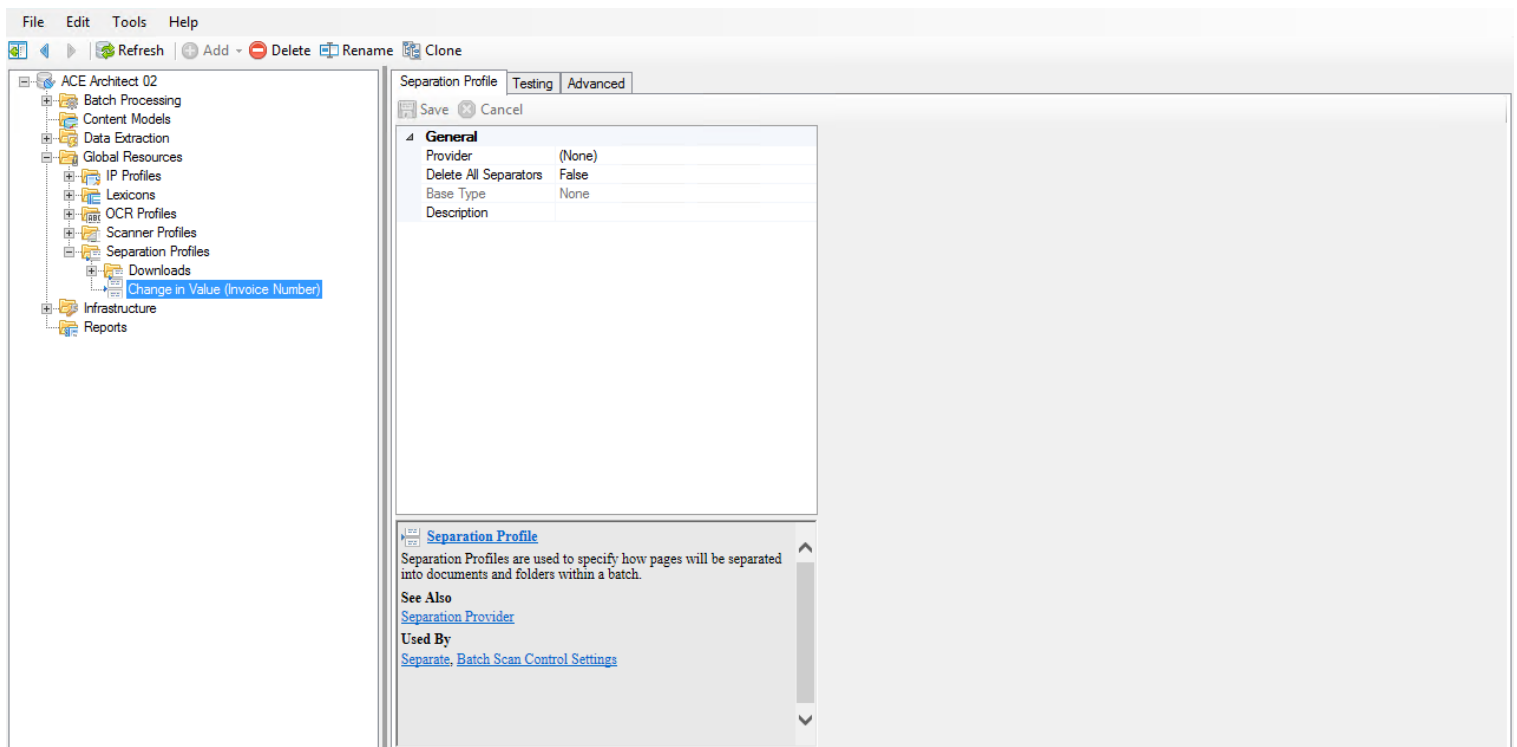 File Edit Tools Help
Refresh Add Delete Rename Clone
ACE Architect 02
Batch Processing
Content Models
Data Extraction
Global Resources
IP Profiles
Lexicons
OCR Profiles
Scanner Profiles
Separation Profiles
Downloads
Change in Value (Invoice Number)
Infrastructure
Reports
Separation Profile Testing Advanced
Save Cancel
General
Provider (None)
Delete All Separators False
Base Type None
Description
Separation Profile
Separation Profiles are used to specify how pages will be separated
into documents and folders within a batch.
See Also
Separation Provider
Used By
Separate, Batch Scan Control Settings